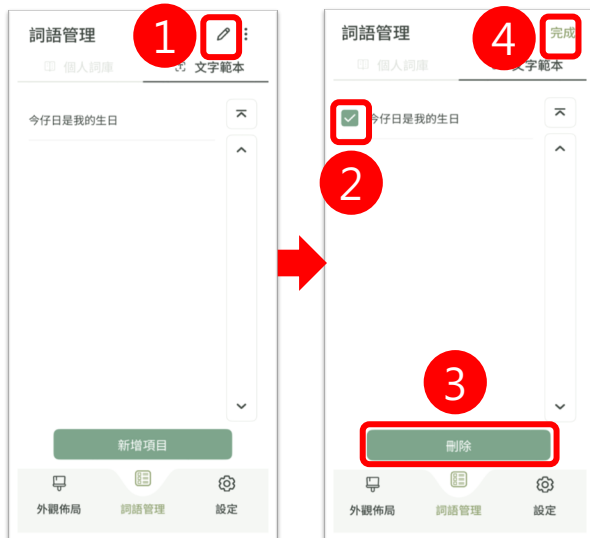 詞語管理
1
個人詞庫
文字範本
今仔日是我的生日
新增項目
外觀佈局
詞語管理
設定
詞語管理
4
完成
個人詞庫
文字範本
今仔日是我的生日
2
3
刪除
外觀佈局
詞語管理
設定